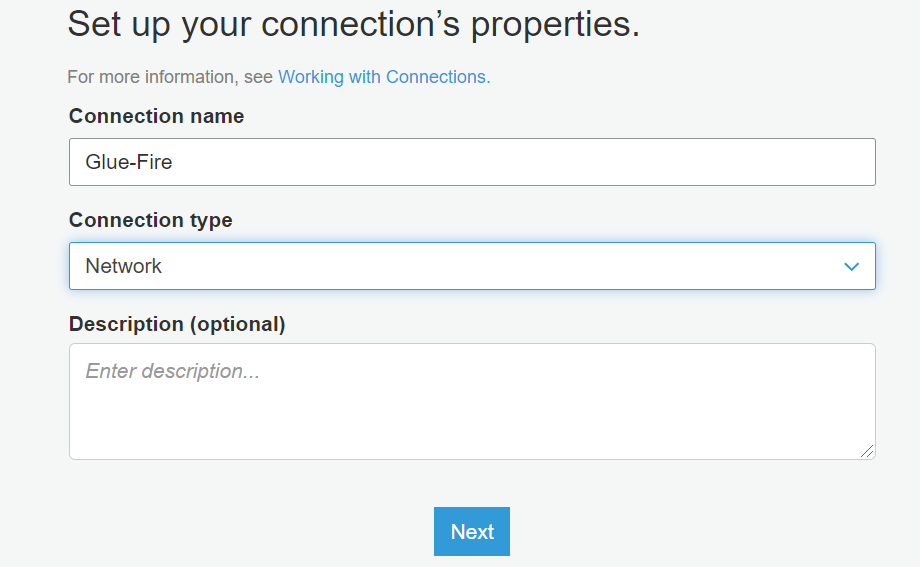 Set up your connection’s properties.
For more information, see Working with Connections.
Connection name
Glue-Fire
Connection type
Network
Description (optional)
Enter description...
Next